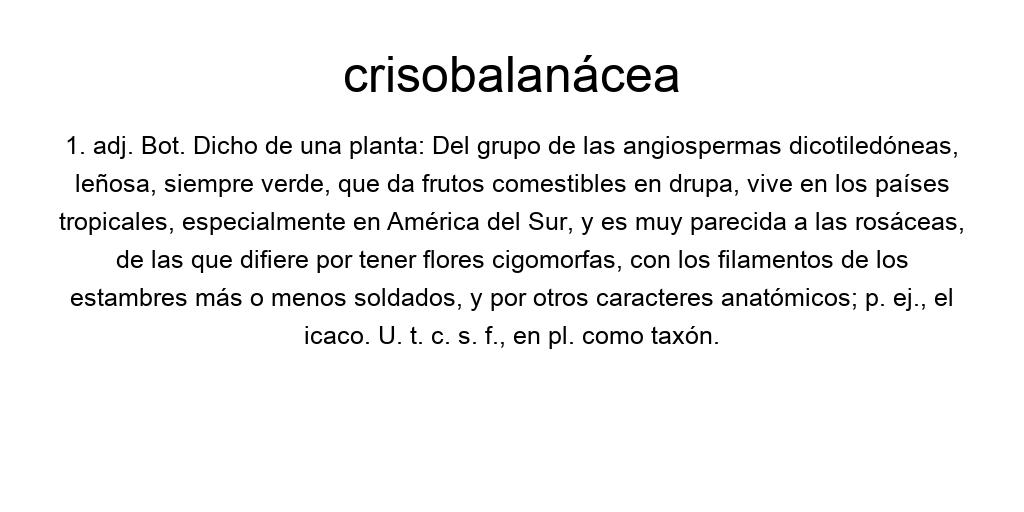 crisobalanácea
1. adj. Bot. Dicho de una planta: Del grupo de las angiospermas dicotiledóneas,
leñosa, siempre verde, que da frutos comestibles en drupa, vive en los países
tropicales, especialmente en América del Sur, y es muy parecida a las rosáceas,
de las que difiere por tener flores cigomorfas, con los filamentos de los
estambres más o menos soldados, y por otros caracteres anatómicos; p. ej., el
icaco. U. t. c. s. f., en pl. como taxón.